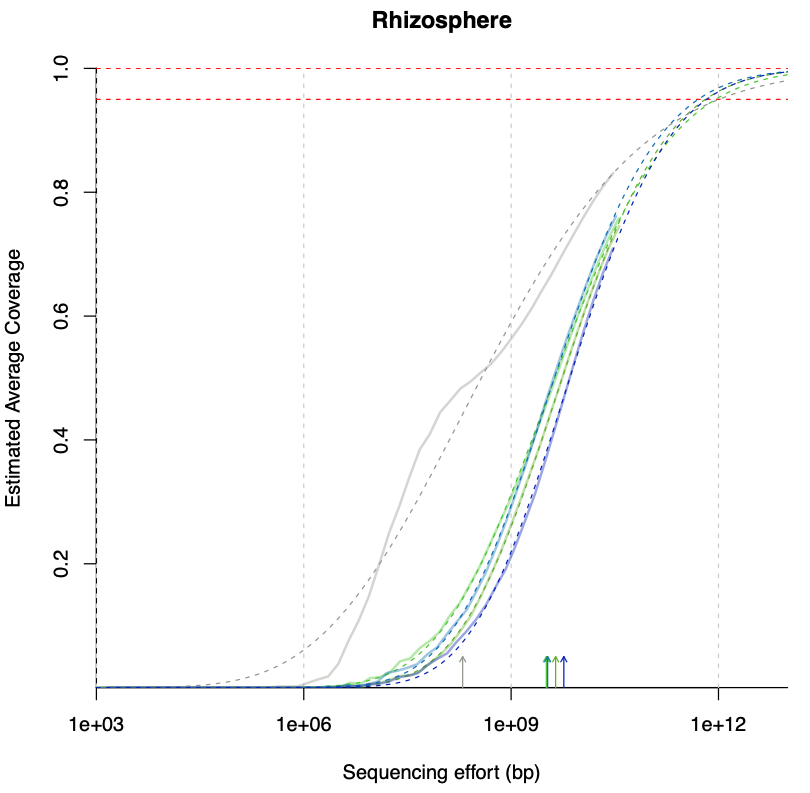 Rhizosphere
Estimated Average Coverage
1.0
0.8
0.6
0.4
0.2
1e+03 1e+06 1e+09 1e+12
Sequencing effort (bp)